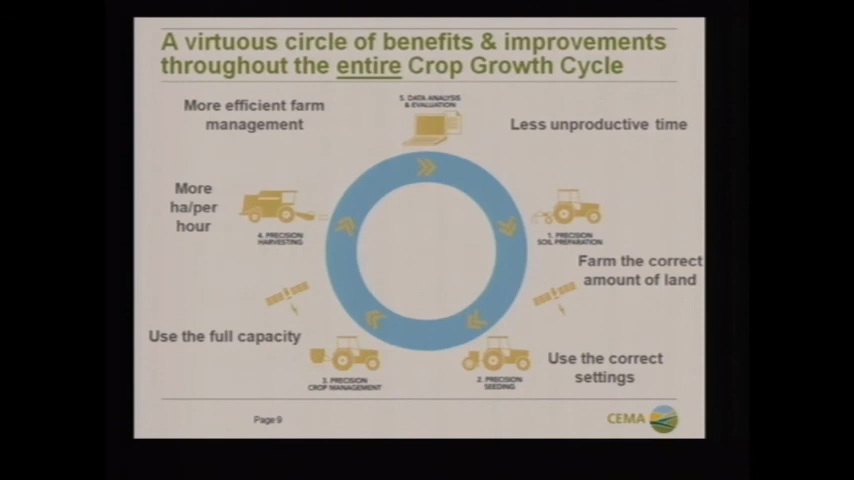 A virtuous circle of benefits & improvements
throughout the entire Crop Growth Cycle
5. DATA ANALYSIS
& EVALUATION
More efficient farm
management
Less unproductive time
More
ha/per
hour
4. PRECISION
HARVESTING
1. PRECISION
SOIL PREPARATION
Farm the correct
amount of land
Use the full capacity
3. PRECISION
CROP MANAGEMENT
2. PRECISION
SEEDING
Use the correct
settings
Page 9
CEMA